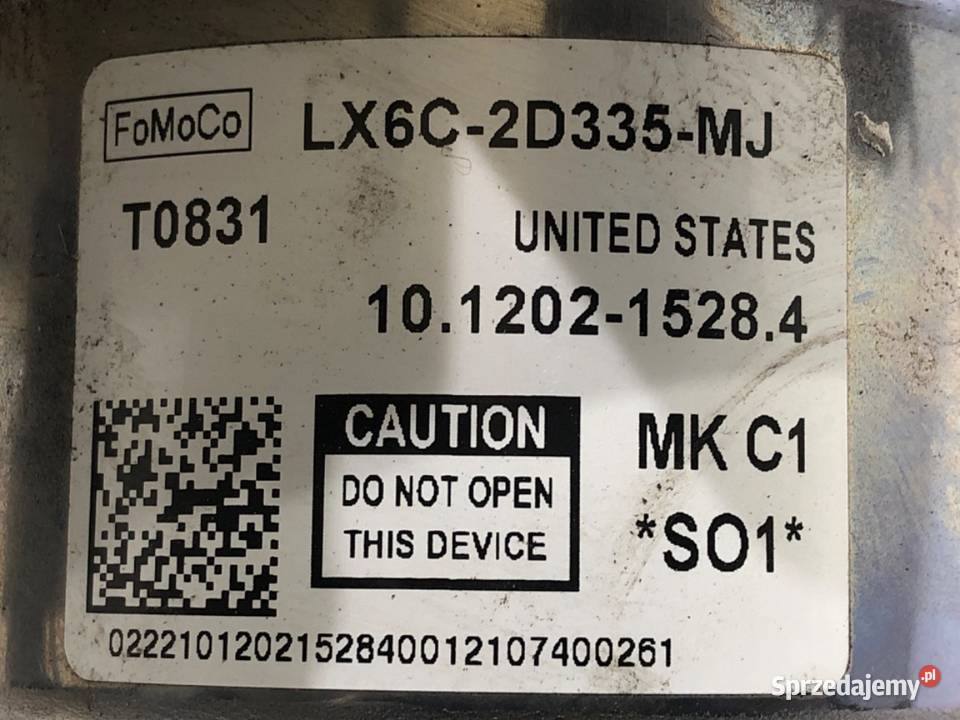 FoMoCo LX6C-2D335-MJ
T0831 UNITED STATES
10.1202-1528.4
CAUTION
DO NOT OPEN
THIS DEVICE
MK C1
*SO1*
0222101202152840012107400261
Sprzedajemy.pl